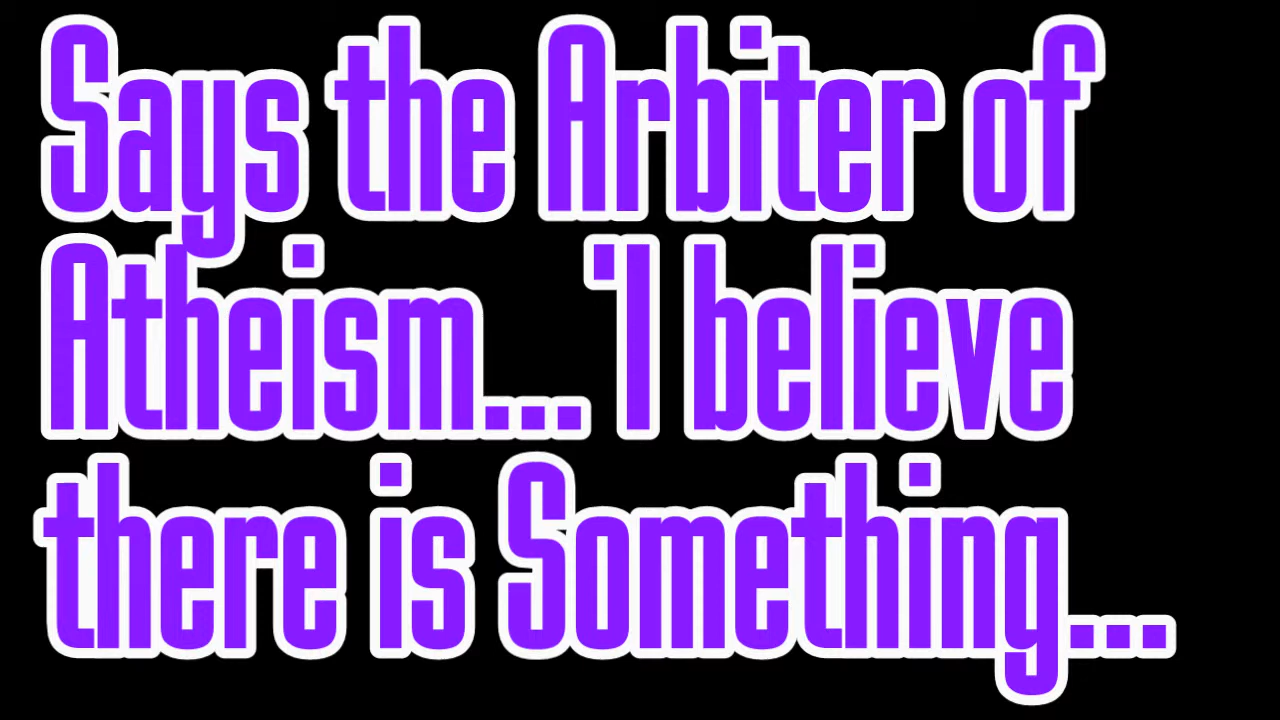 Says the Arbiter of
Atheism... 'I believe
there is Something...